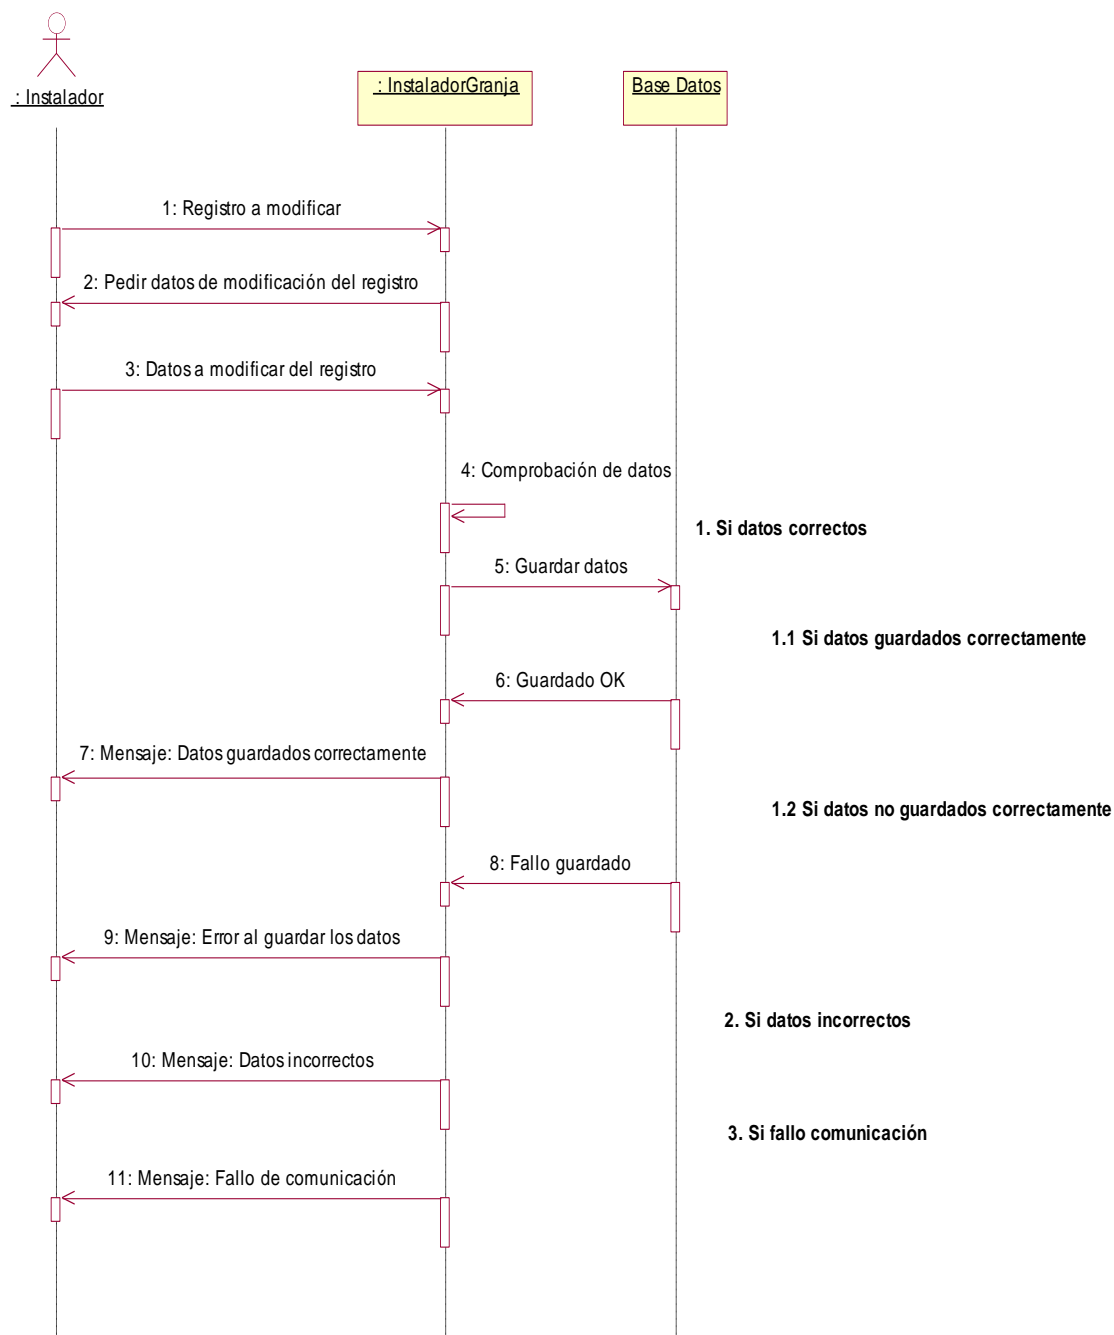 : Instalador
: InstaladorGranja
Base Datos
1: Registro a modificar
2: Pedir datos de modificación del registro
3: Datos a modificar del registro
4: Comprobación de datos
1. Si datos correctos
5: Guardar datos
1.1 Si datos guardados correctamente
6: Guardado OK
7: Mensaje: Datos guardados correctamente
1.2 Si datos no guardados correctamente
8: Fallo guardado
9: Mensaje: Error al guardar los datos
2. Si datos incorrectos
10: Mensaje: Datos incorrectos
3. Si fallo comunicación
11: Mensaje: Fallo de comunicación